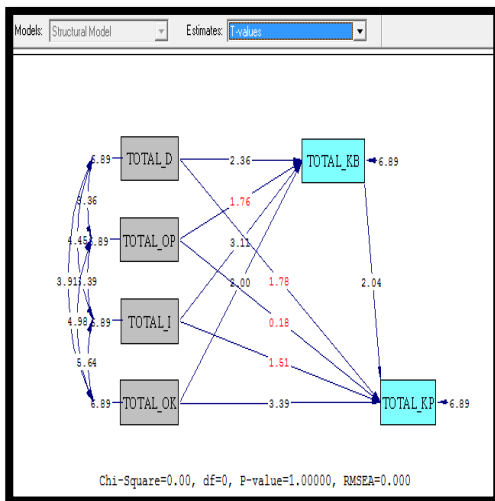 Models: Structural Model Estimates: T-values
6.89 TOTAL_D 2.36 TOTAL_KB 6.89
3.36 1.76
4.45 6.89 TOTAL_OP 3.11
3.91 3.39 2.00 1.78 2.04
4.98 6.89 TOTAL_I 0.18
5.64 1.51
6.89 TOTAL_OK 3.39 TOTAL_KP 6.89
Chi-Square=0.00, df=0, P-value=1.00000, RMSEA=0.000